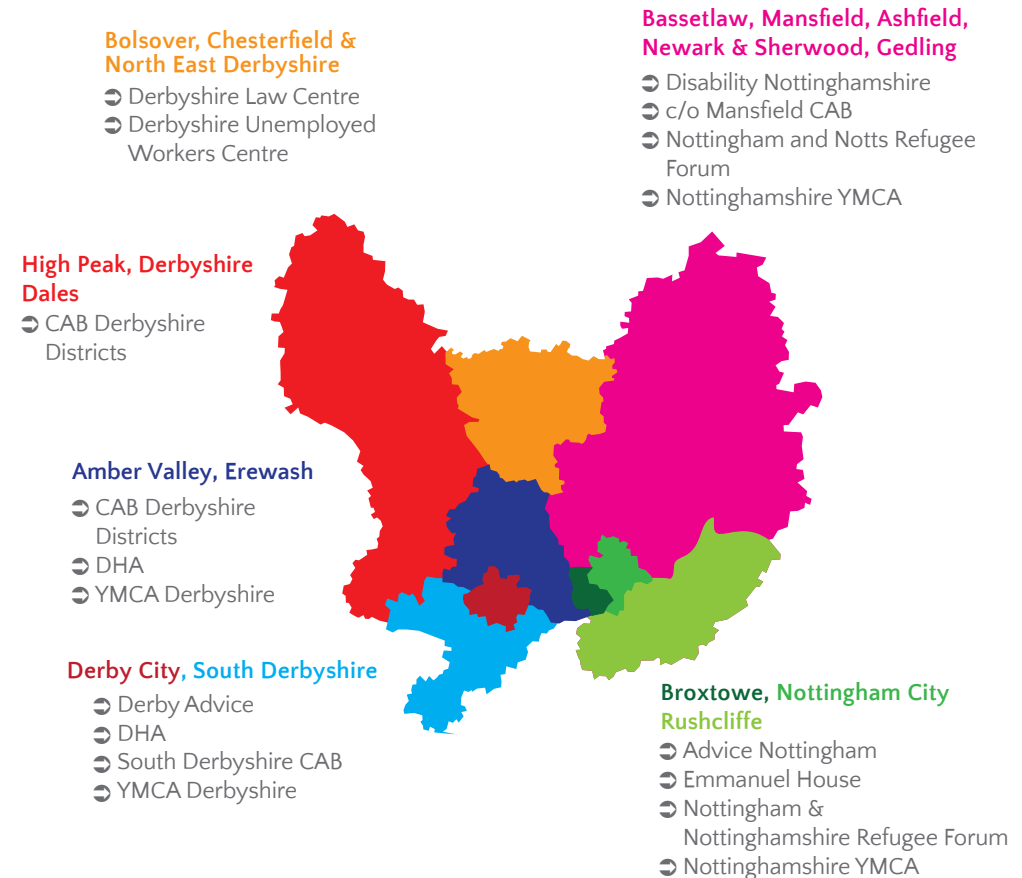 Bolsover, Chesterfield &
North East Derbyshire
➲ Derbyshire Law Centre
➲ Derbyshire Unemployed
Workers Centre
Bassetlaw, Mansfield, Ashfield,
Newark & Sherwood, Gedling
➲ Disability Nottinghamshire
➲ c/o Mansfield CAB
➲ Nottingham and Notts Refugee
Forum
➲ Nottinghamshire YMCA
High Peak, Derbyshire
Dales
➲ CAB Derbyshire
Districts
Amber Valley, Erewash
➲ CAB Derbyshire
Districts
➲ DHA
➲ YMCA Derbyshire
Derby City, South Derbyshire
➲ Derby Advice
➲ DHA
➲ South Derbyshire CAB
➲ YMCA Derbyshire
Broxtowe, Nottingham City
Rushcliffe
➲ Advice Nottingham
➲ Emmanuel House
➲ Nottingham &
Nottinghamshire Refugee Forum
➲ Nottinghamshire YMCA